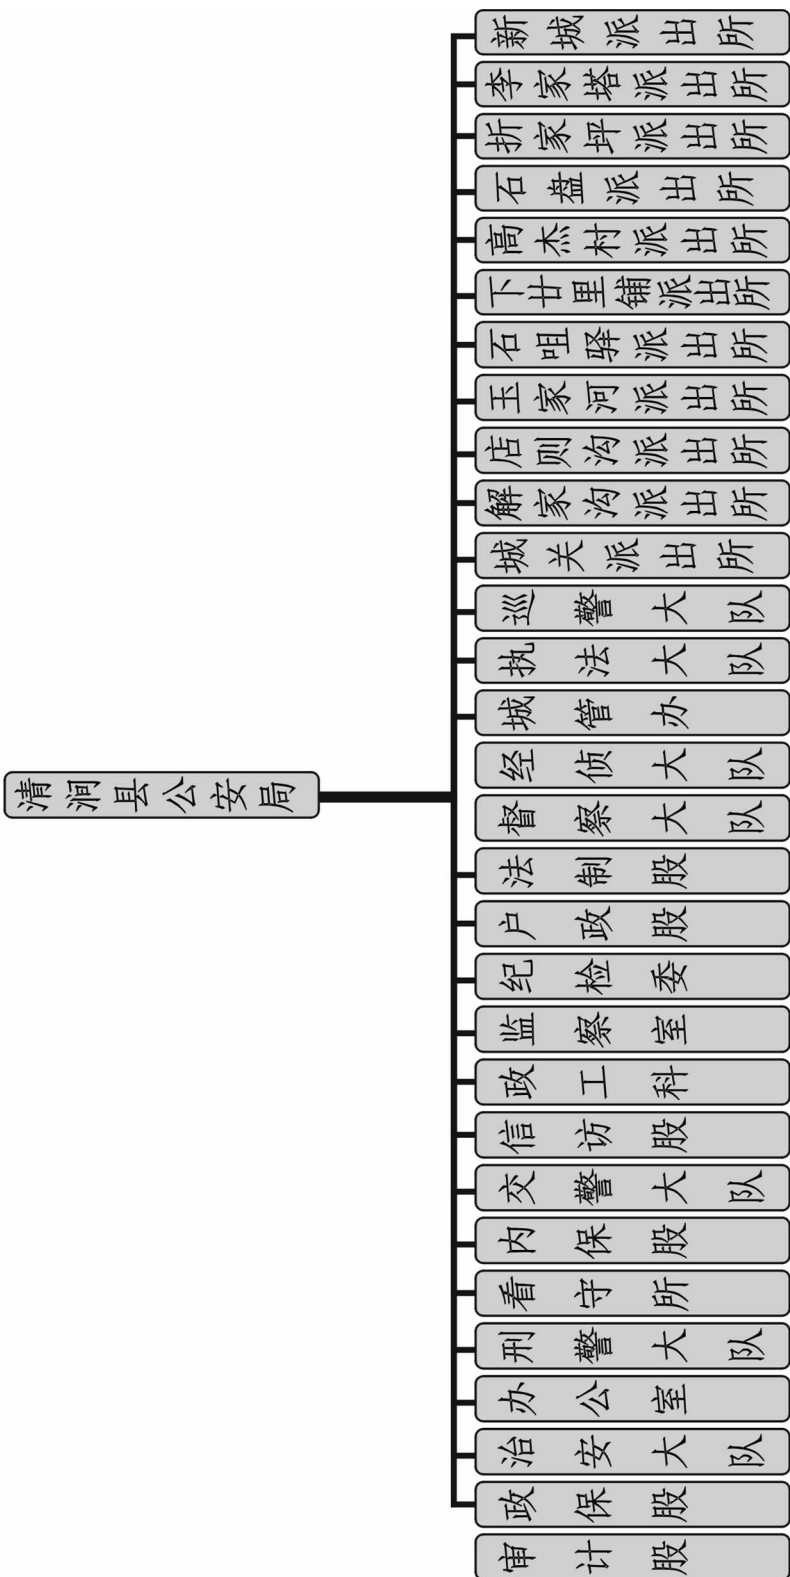 清涧县公安局
新城派出所
李家塔派出所
折家坪派出所
石盘派出所
高杰村派出所
下廿里铺派出所
石咀驿派出所
玉家河派出所
店则沟派出所
解家沟派出所
城关派出所
巡警大队
执法大队
城管办
经侦大队
督察大队
法制股
户政股
纪检委
监察室
政工科
信访股
交警大队
内保股
看守所
刑警大队
办公室
治安大队
政保股
审计股